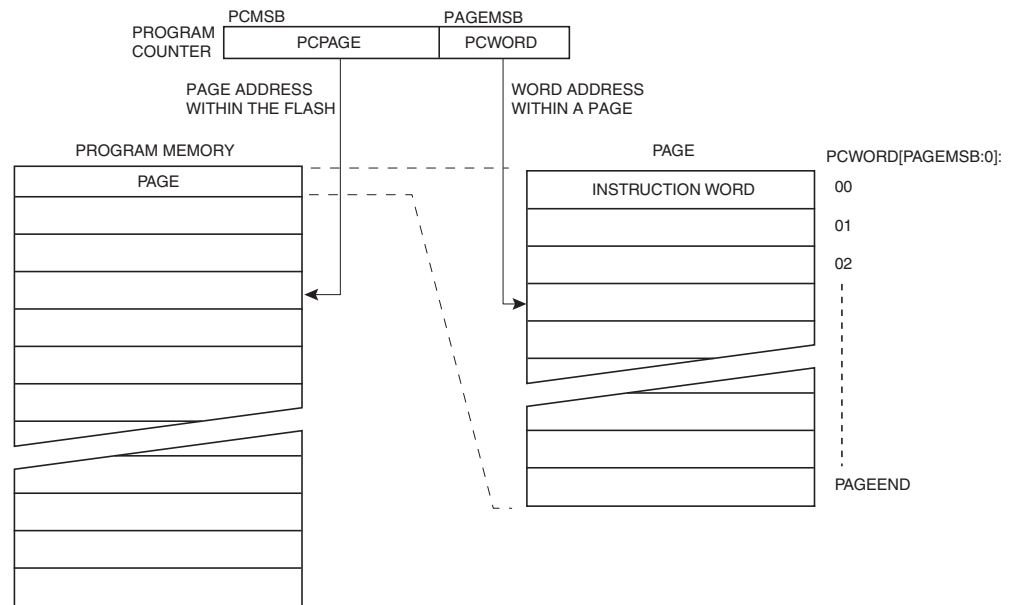 PCMSB
PAGEMSB
PROGRAM
COUNTER
PCPAGE
PCWORD
PAGE ADDRESS
WITHIN THE FLASH
WORD ADDRESS
WITHIN A PAGE
PROGRAM MEMORY
PAGE
PAGE
PCWORD[PAGEMSB:0]:
INSTRUCTION WORD
00
01
02
PAGEEND